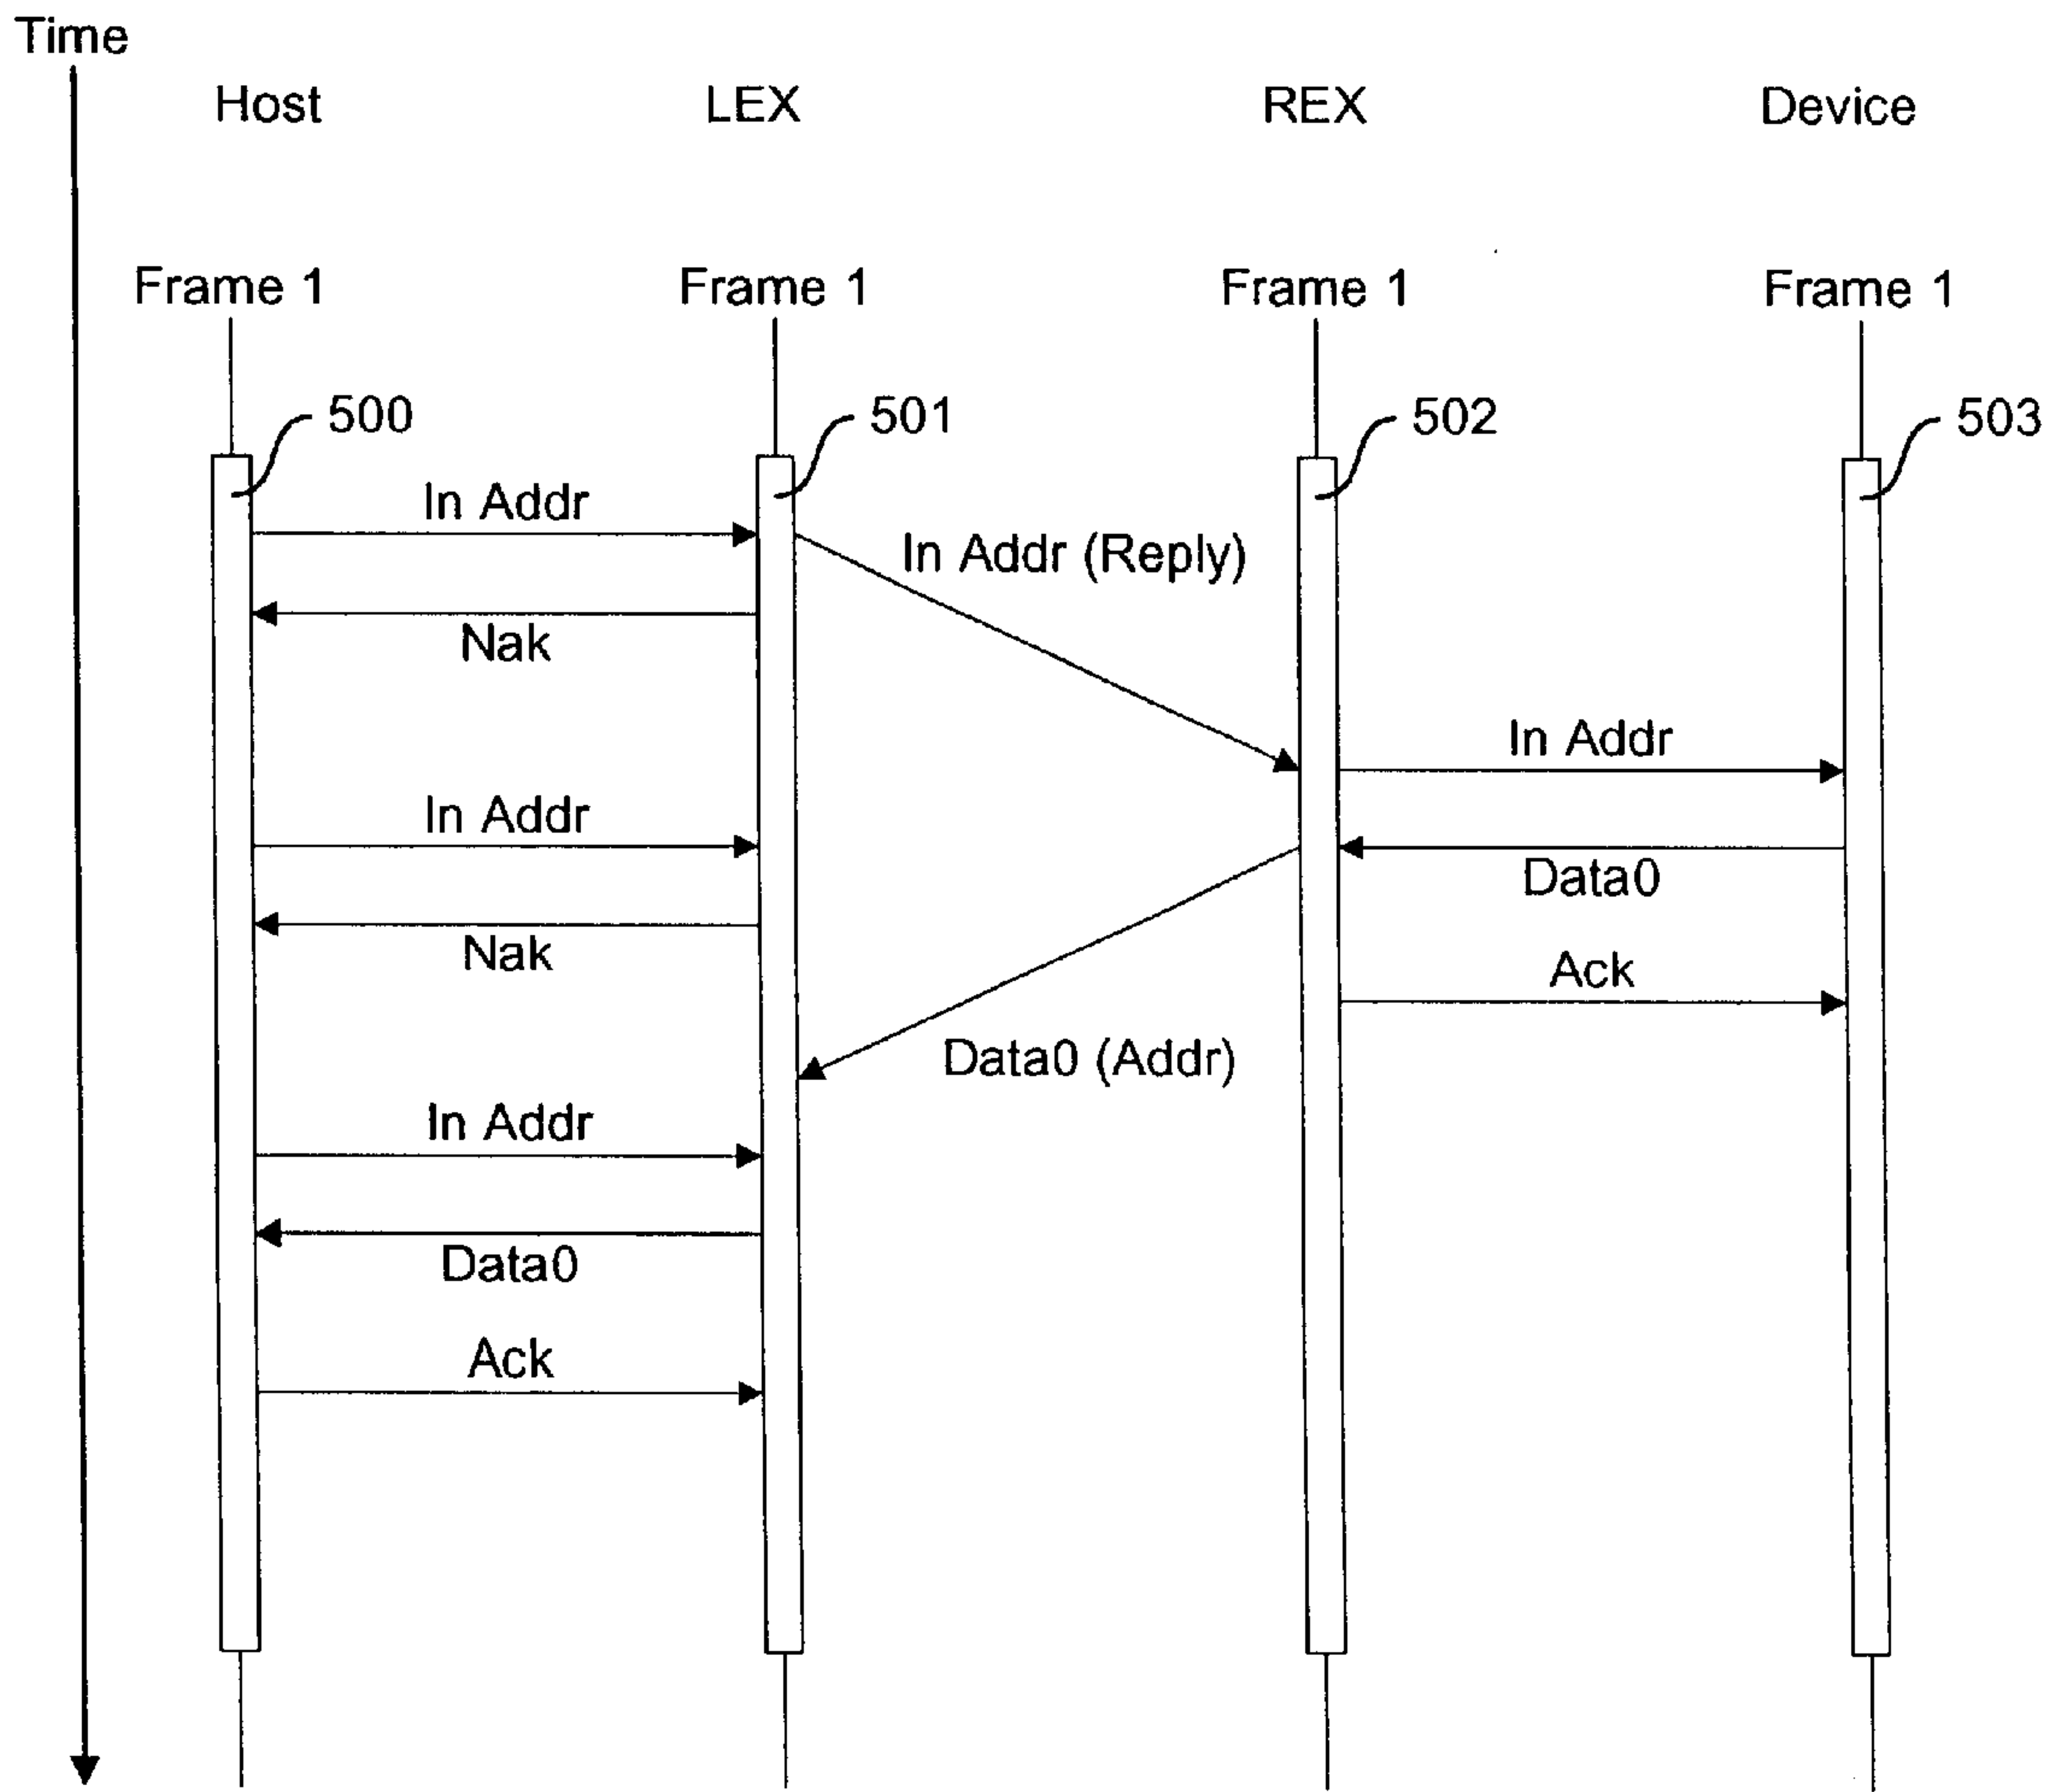 Time
Host LEX REX Device
Frame 1 Frame 1 Frame 1 Frame 1
500 501 502 503
In Addr
In Addr (Reply)
Nak
In Addr
In Addr
Data0
Nak
Ack
Data0 (Addr)
In Addr
Data0
Ack